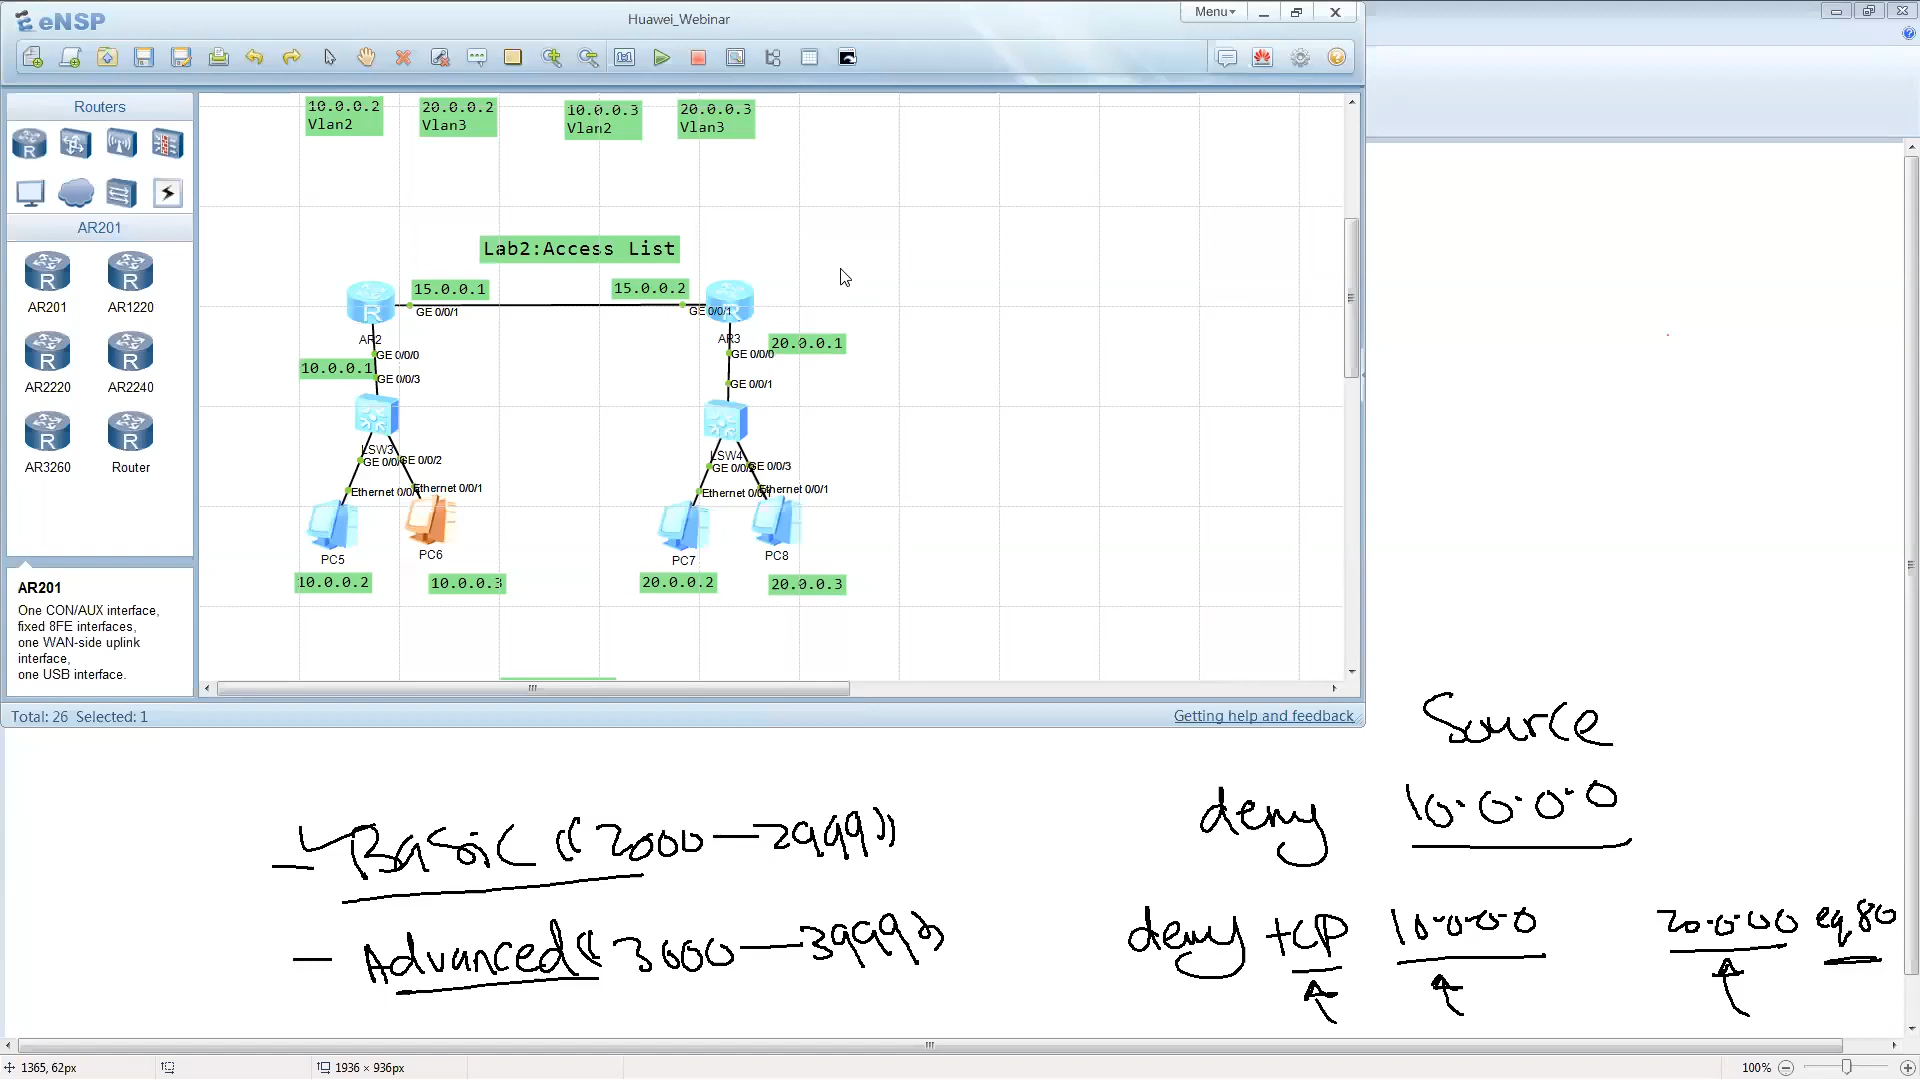 eNSP
Huawei_Webinar
Menu
Routers
AR201
AR201
AR1220
AR2220
AR2240
AR3260
Router
AR201
One CON/AUX interface,
fixed 8FE interfaces,
one WAN-side uplink
interface,
one USB interface.
10.0.0.2
Vlan2
20.0.0.2
Vlan3
10.0.0.3
Vlan2
20.0.0.3
Vlan3
Lab2:Access List
15.0.0.1
15.0.0.2
GE 0/0/1
GE 0/0/1
AR2
AR3
20.0.0.1
GE 0/0/0
GE 0/0/0
10.0.0.1
GE 0/0/3
GE 0/0/1
LSW3
GE 0/0/2
LSW4
GE 0/0/3
Ethernet 0/0/1
Ethernet 0/0/1
PC5
PC6
PC7
PC8
10.0.0.2
10.0.0.3
20.0.0.2
20.0.0.3
Total: 26 Selected: 1
Getting help and feedback
Source
deny 10.0.0.0
- Basic ((2000 — 2999))
- Advanced (( 3000 — 3999))
deny tcp 10.0.0.0 20.0.0.0 eq 80
1365, 62px
1936 × 936px
100%